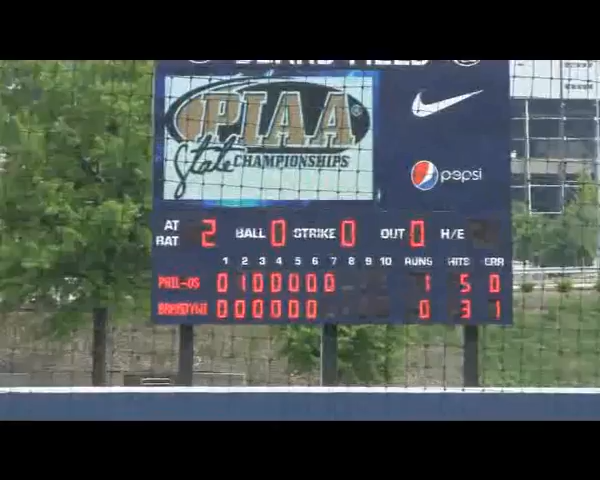 PIAA
State CHAMPIONSHIPS
pepsi
AT BAT 2 BALL 0 STRIKE 0 OUT 0 H/E
1 2 3 4 5 6 7 8 9 10 RUNS HITS ERR
PHIL-OS 0 1 0 0 0 0 0 1 5 0
0 0 0 0 0 0 0 3 1